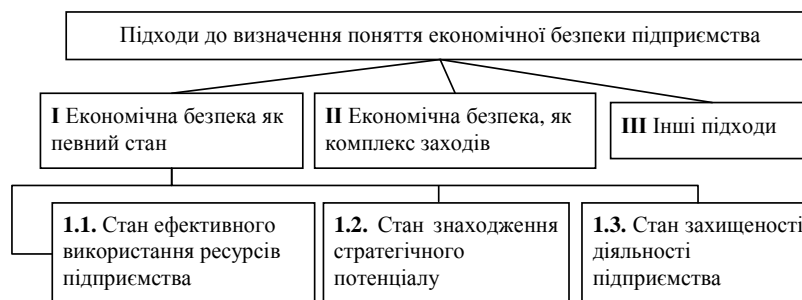 Підходи до визначення поняття економічної безпеки підприємства
I Економічна безпека як
певний стан
II Економічна безпека, як
комплекс заходів
III Інші підходи
1.1. Стан ефективного
використання ресурсів
підприємства
1.2. Стан знаходження
стратегічного
потенціалу
1.3. Стан захищеності
діяльності
підприємства